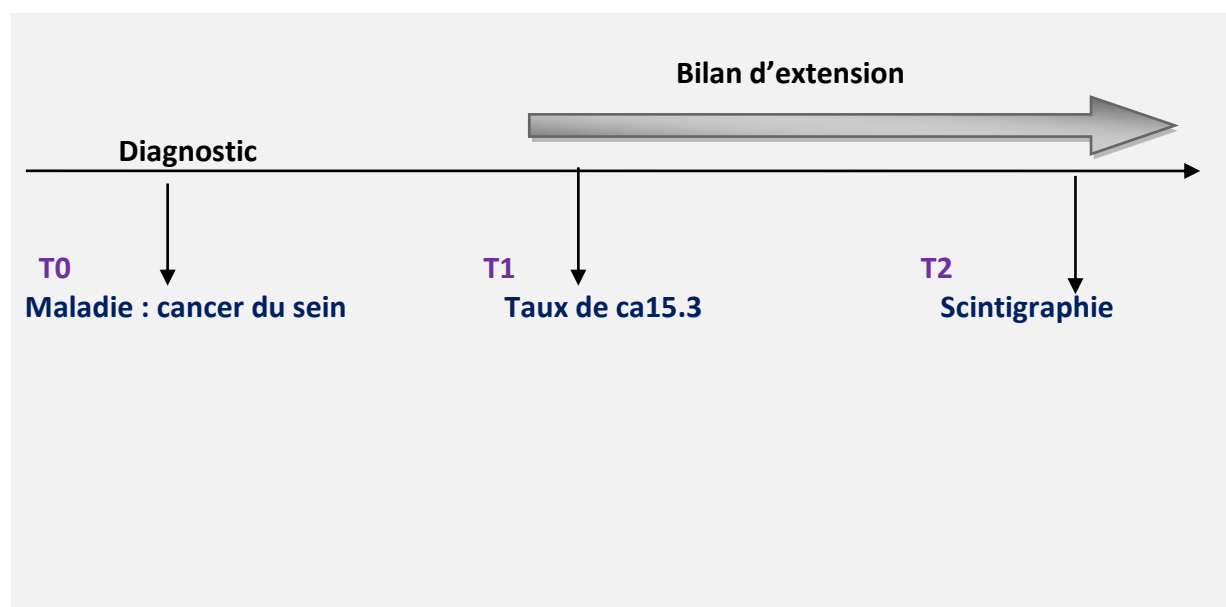 Bilan d’extension
Diagnostic
T0 T1 T2
Maladie : cancer du sein Taux de ca15.3 Scintigraphie